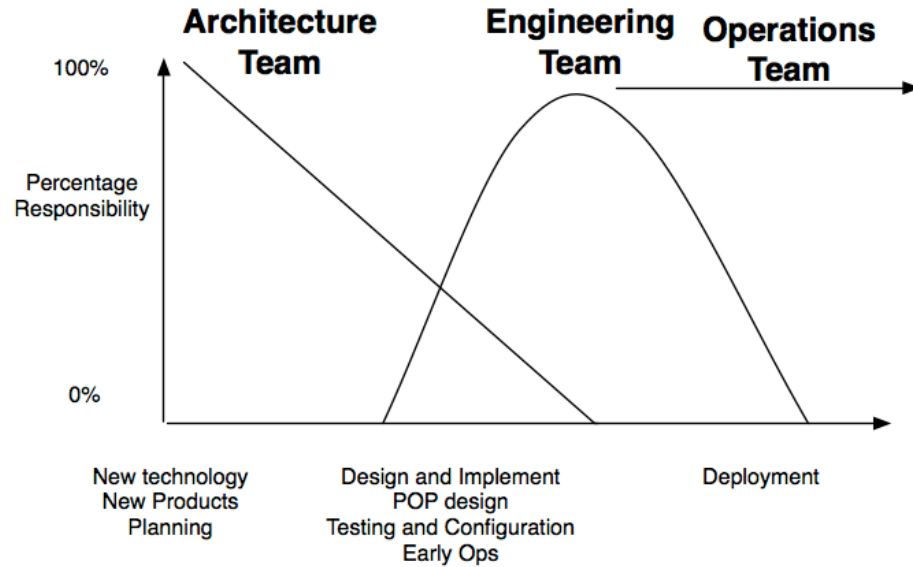 Architecture
Team
Engineering
Team
Operations
Team
100%
Percentage
Responsibility
0%
New technology
New Products
Planning
Design and Implement
POP design
Testing and Configuration
Early Ops
Deployment